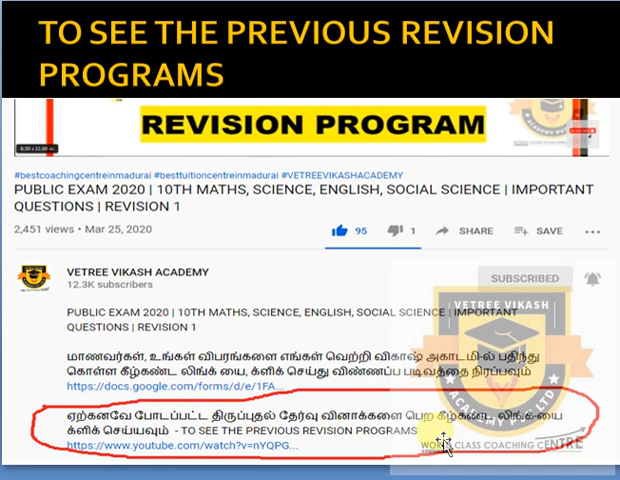 TO SEE THE PREVIOUS REVISION
PROGRAMS
REVISION PROGRAM
#bestcoachingcentreinmadurai #besttuitioncentreinmadurai #VETREEVIKASHACADEMY
PUBLIC EXAM 2020 | 10TH MATHS, SCIENCE, ENGLISH, SOCIAL SCIENCE | IMPORTANT
QUESTIONS | REVISION 1
2,451 views • Mar 25, 2020
95
1
SHARE
SAVE
VETREE VIKASH ACADEMY
12.3K subscribers
SUBSCRIBED
PUBLIC EXAM 2020 | 10TH MATHS, SCIENCE, ENGLISH, SOCIAL SCIENCE | IMPORTANT
QUESTIONS | REVISION 1
மாணவர்கள், உங்கள் விபரங்களை எங்கள் வெற்றி விகாஷ் அகாடமி-ல் பதிந்து
கொள்ள கீழ்கண்ட லிங்க் யை, க்ளிக் செய்து விண்ணப்ப படிவத்தை நிரப்பவும்
https://docs.google.com/forms/d/e/1FA...
ஏற்கனவே போடப்பட்ட திருப்புதல் தேர்வு வினாக்களை பெற கீழ்கண்ட லிங்க்-யை
க்ளிக் செய்யவும் - TO SEE THE PREVIOUS REVISION PROGRAMS
https://www.youtube.com/watch?v=nYQPG...
VETREE VIKASH
ACADEMY PVT LTD
WORLD CLASS COACHING CENTRE